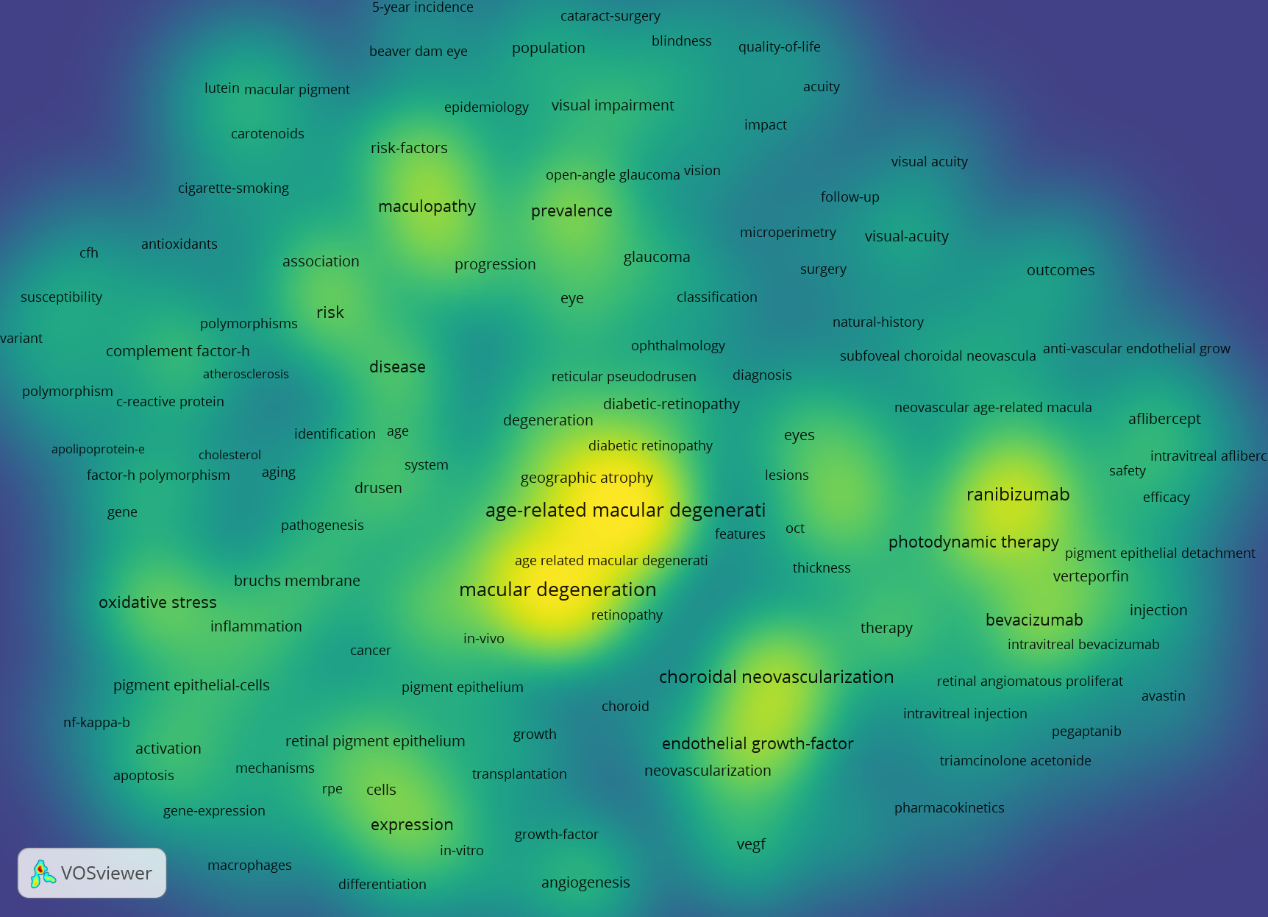 5-year incidence
cataract-surgery
beaver dam eye
population
blindness
quality-of-life
lutein
macular pigment
acuity
epidemiology
visual impairment
carotenoids
impact
risk-factors
visual acuity
open-angle glaucoma
vision
cigarette-smoking
follow-up
maculopathy
prevalence
microperimetry
visual-acuity
cfh
antioxidants
association
progression
glaucoma
surgery
outcomes
susceptibility
eye
classification
risk
polymorphisms
natural-history
variant
complement factor-h
ophthalmology
subfoveal choroidal neovascula
anti-vascular endothelial grow
disease
atherosclerosis
reticular pseudodrusen
diagnosis
polymorphism
c-reactive protein
diabetic-retinopathy
neovascular age-related macula
degeneration
aflibercept
identification
age
eyes
apolipoprotein-e
cholesterol
diabetic retinopathy
intravitreal afliberc
factor-h polymorphism
aging
system
geographic atrophy
lesions
safety
drusen
ranibizumab
efficacy
gene
age-related macular degenerati
pathogenesis
features
oct
photodynamic therapy
pigment epithelial detachment
bruchs membrane
age related macular degenerati
thickness
verteporfin
oxidative stress
macular degeneration
inflammation
retinopathy
injection
bevacizumab
therapy
in-vivo
intravitreal bevacizumab
cancer
pigment epithelial-cells
pigment epithelium
choroidal neovascularization
retinal angiomatous proliferat
avastin
nf-kappa-b
choroid
intravitreal injection
activation
retinal pigment epithelium
growth
endothelial growth-factor
pegaptanib
apoptosis
mechanisms
transplantation
neovascularization
triamcinolone acetonide
rpe
cells
gene-expression
expression
growth-factor
pharmacokinetics
in-vitro
vegf
macrophages
differentiation
angiogenesis
VOSviewer